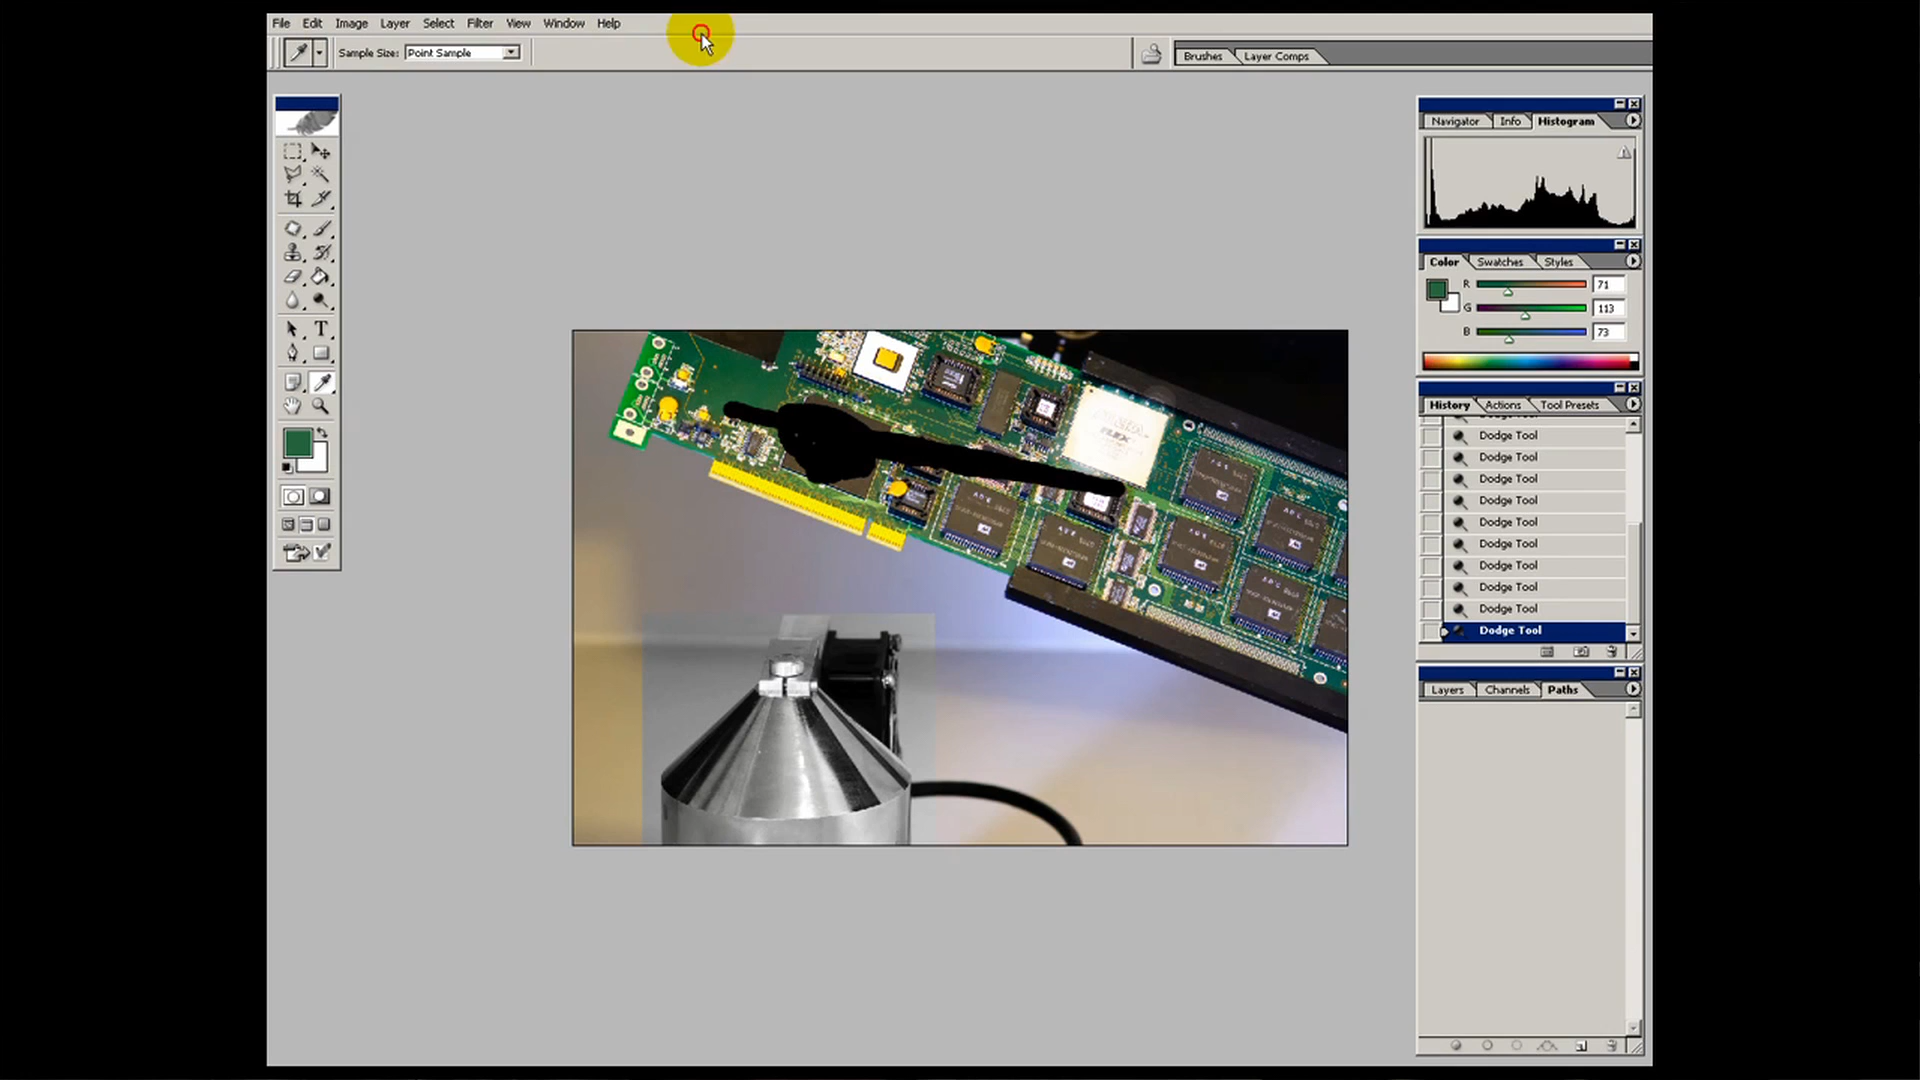 File Edit Image Layer Select Filter View Window Help
Sample Size: Point Sample
Brushes Layer Comps
Navigator Info Histogram
Color Swatches Styles
R 71
G 113
B 73
FLEX
History Actions Tool Presets
Dodge Tool
Dodge Tool
Dodge Tool
Dodge Tool
Dodge Tool
Dodge Tool
Dodge Tool
Dodge Tool
Dodge Tool
Dodge Tool
Layers Channels Paths